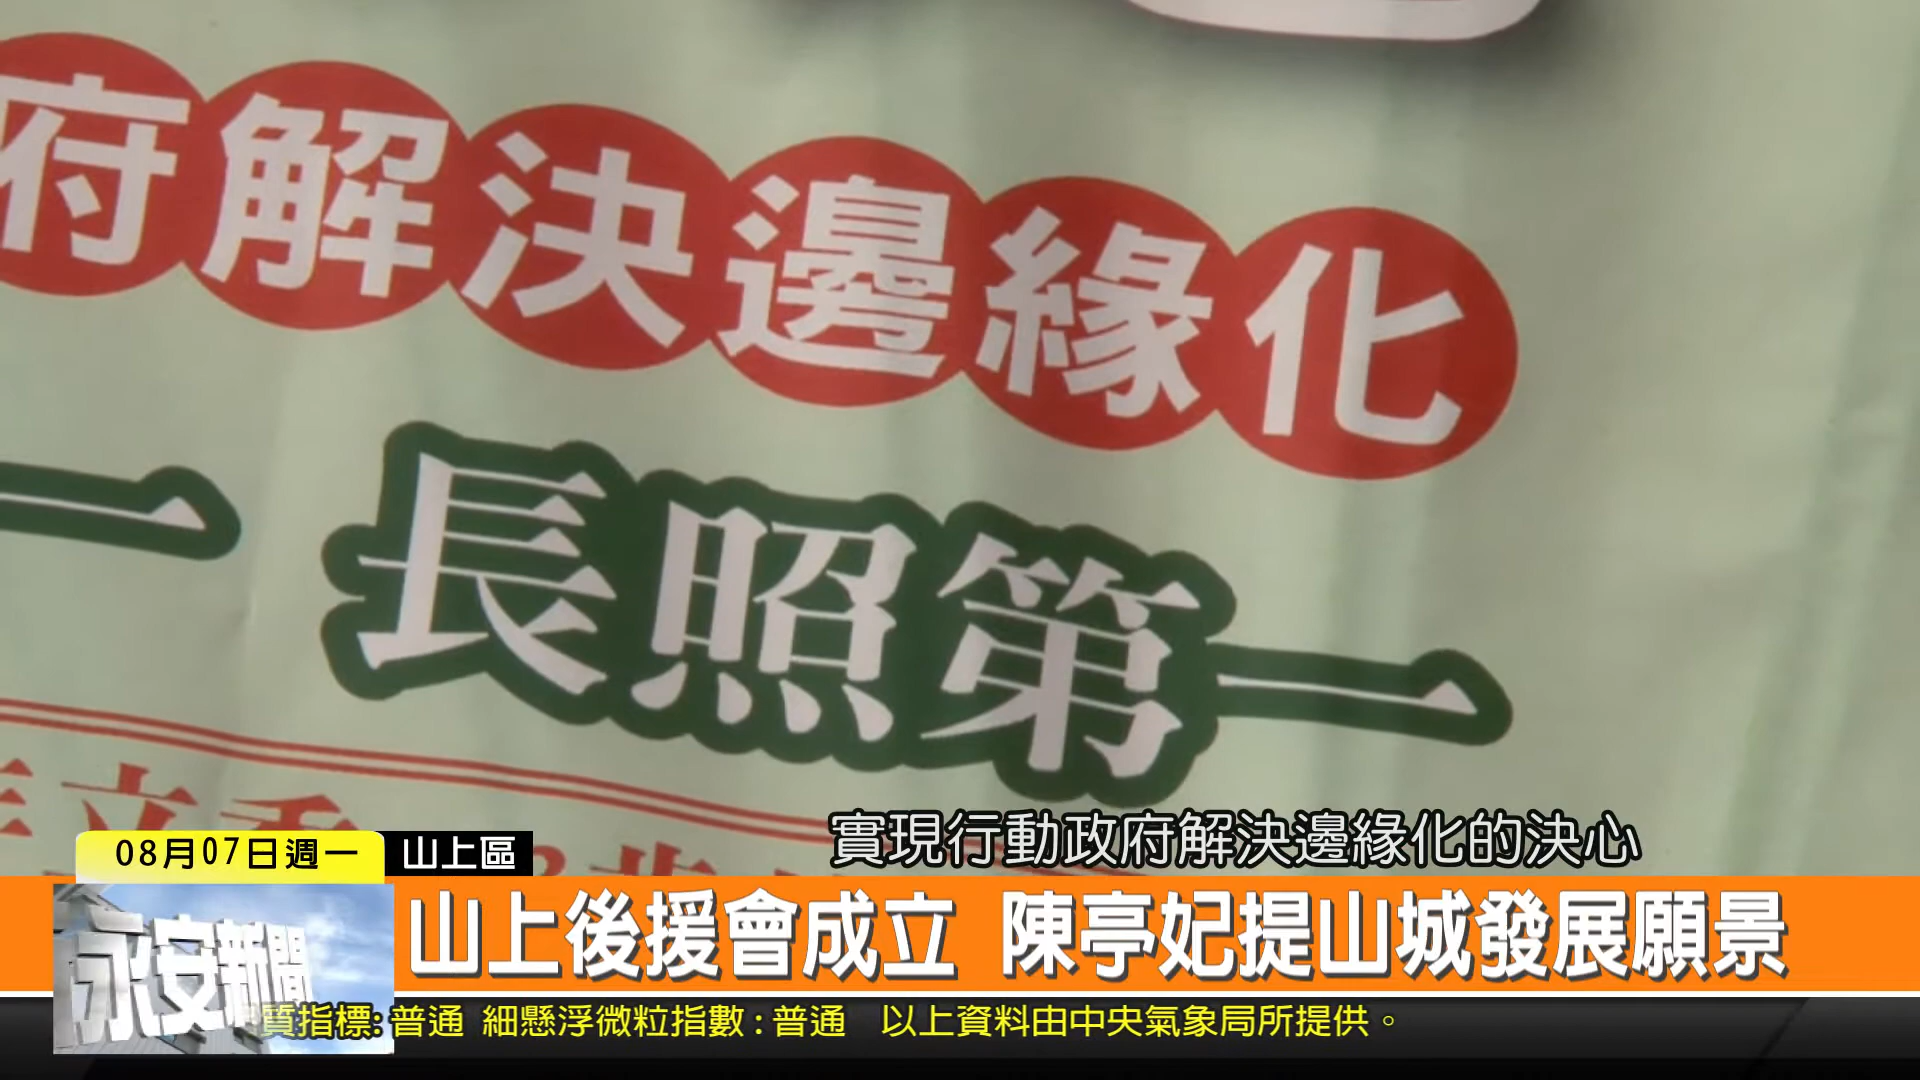 府解決邊緣化
一 長照第一
實現行動政府解決邊緣化的決心
08月07日週一
山上區
山上後援會成立 陳亭妃提山城發展願景
永安新聞
質指標:普通 細懸浮微粒指數:普通 以上資料由中央氣象局所提供。